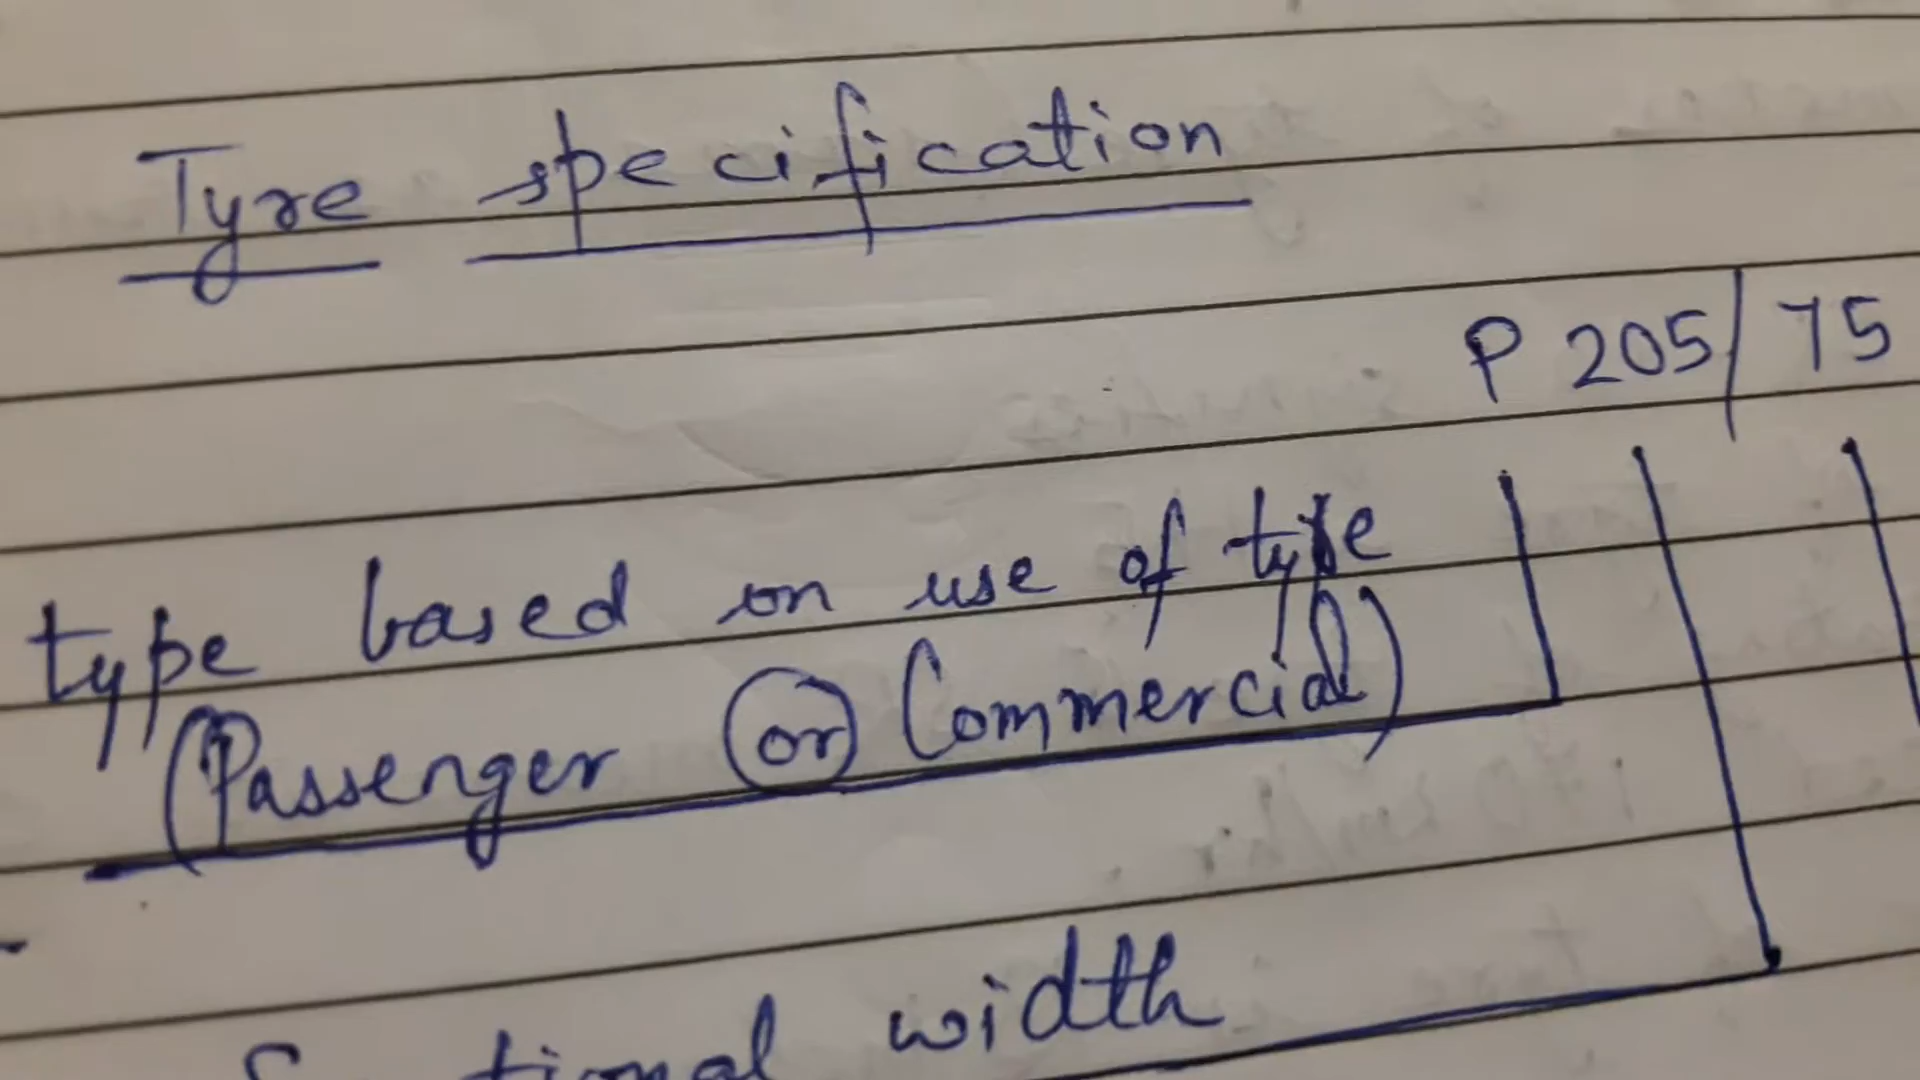 Tyre specification
P 205/75
type based on use of tyre
(Passenger or Commercial)
width